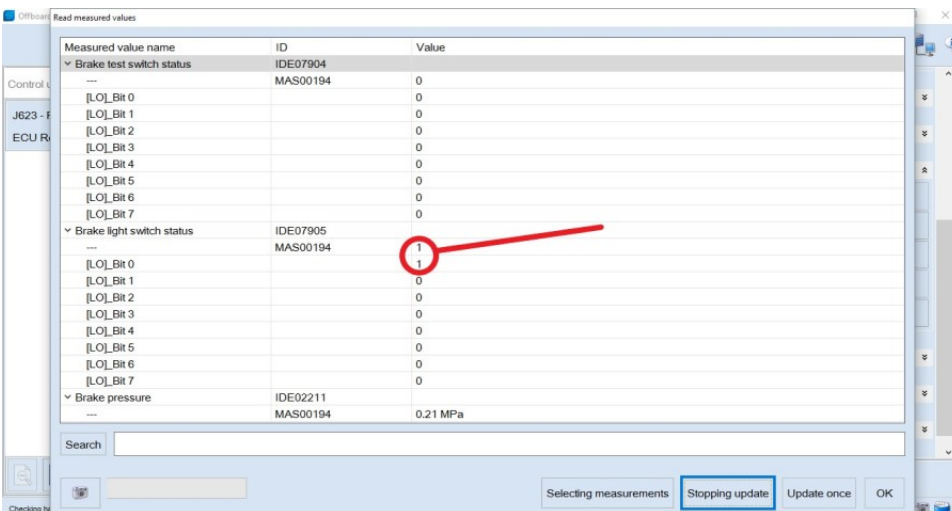 Offboard
Read measured values
Measured value name ID Value
Brake test switch status IDE07904
--- MAS00194 0
[LO]_Bit 0 0
[LO]_Bit 1 0
[LO]_Bit 2 0
[LO]_Bit 3 0
[LO]_Bit 4 0
[LO]_Bit 5 0
[LO]_Bit 6 0
[LO]_Bit 7 0
Brake light switch status IDE07905
--- MAS00194 1
[LO]_Bit 0 1
[LO]_Bit 1 0
[LO]_Bit 2 0
[LO]_Bit 3 0
[LO]_Bit 4 0
[LO]_Bit 5 0
[LO]_Bit 6 0
[LO]_Bit 7 0
Brake pressure IDE02211
--- MAS00194 0.21 MPa
Search
Selecting measurements Stopping update Update once OK
Control
J623 -
ECU
Checking